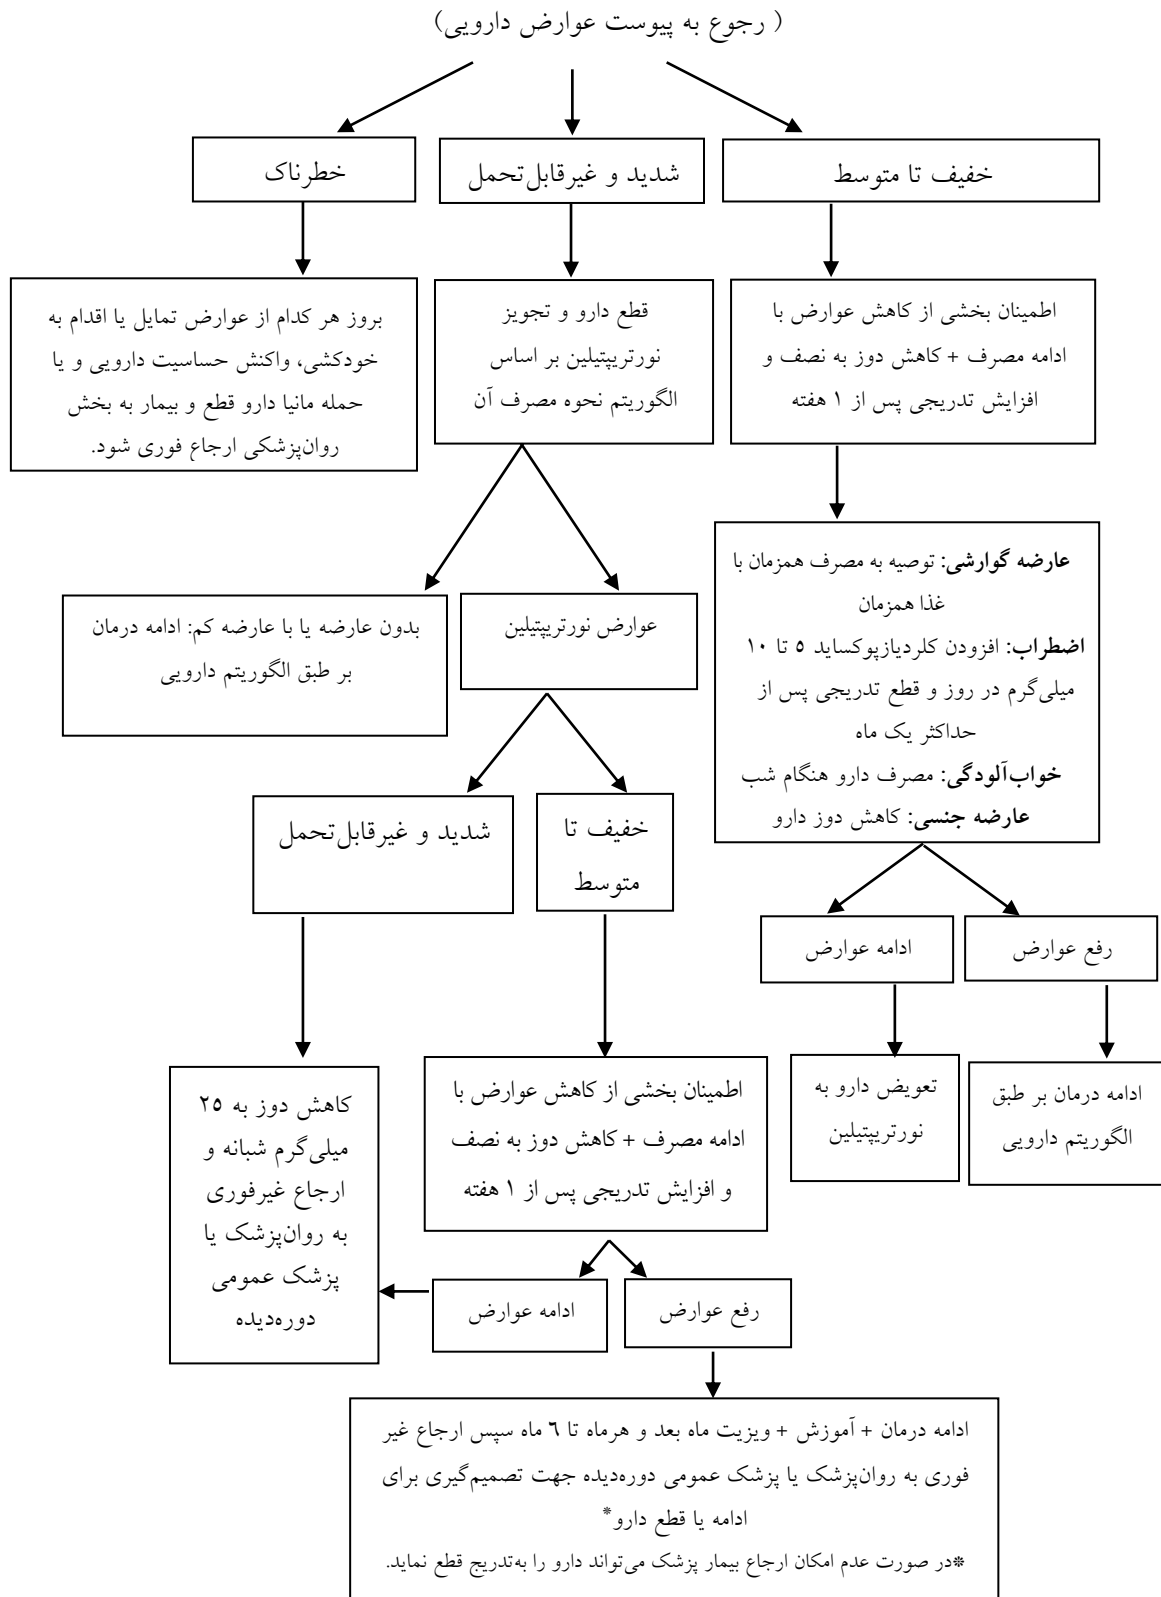 ( رجوع به پیوست عوارض دارویی)
خفیف تا متوسط
شدید و غیرقابل‌تحمل
خطرناک
اطمینان بخشی از کاهش عوارض با
ادامه مصرف + کاهش دوز به نصف و
افزایش تدریجی پس از ۱ هفته
قطع دارو و تجویز
نورتریپتیلین بر اساس
الگوریتم نحوه مصرف آن
بروز هر کدام از عوارض تمایل یا اقدام به
خودکشی، واکنش حساسیت دارویی و یا
حمله مانیا دارو قطع و بیمار به بخش
روان‌پزشکی ارجاع فوری شود.
عارضه گوارشی: توصیه به مصرف همزمان با
غذا همزمان
اضطراب: افزودن کلردیازپوکساید ۵ تا ۱۰
میلی‌گرم در روز و قطع تدریجی پس از
حداکثر یک ماه
خواب‌آلودگی: مصرف دارو هنگام شب
عارضه جنسی: کاهش دوز دارو
عوارض نورتریپتیلین
بدون عارضه یا با عارضه کم: ادامه درمان
بر طبق الگوریتم دارویی
خفیف تا
متوسط
شدید و غیرقابل‌تحمل
رفع عوارض
ادامه عوارض
ادامه درمان بر طبق
الگوریتم دارویی
تعویض دارو به
نورتریپتیلین
اطمینان بخشی از کاهش عوارض با
ادامه مصرف + کاهش دوز به نصف
و افزایش تدریجی پس از ۱ هفته
کاهش دوز به ۲۵
میلی‌گرم شبانه و
ارجاع غیرفوری
به روان‌پزشک یا
پزشک عمومی
دوره‌دیده
رفع عوارض
ادامه عوارض
ادامه درمان + آموزش + ویزیت ماه بعد و هرماه تا ٦ ماه سپس ارجاع غیر
فوری به روان‌پزشک یا پزشک عمومی دوره‌دیده جهت تصمیم‌گیری برای
ادامه یا قطع دارو*
*در صورت عدم امکان ارجاع بیمار پزشک می‌تواند دارو را به‌تدریج قطع نماید.